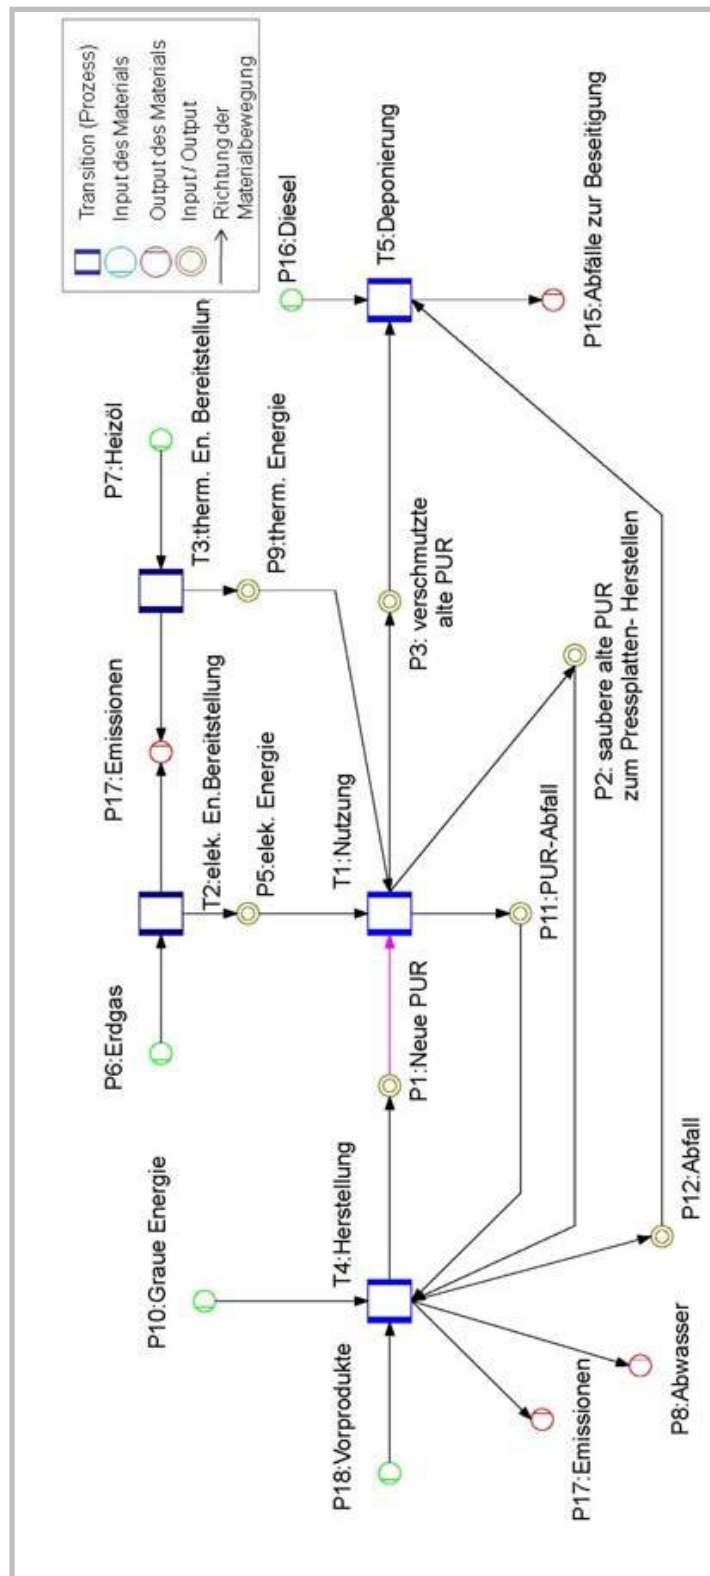 Transition (Prozess)
Input des Materials
Output des Materials
Input / Output
Richtung der
Materialbewegung
P10:Graue Energie
P6:Erdgas
P17:Emissionen
P7:Heizöl
T2:elek. En.Bereitstellung
T3:therm. En. Bereitstellun
P5:elek. Energie
P9:therm. Energie
P16:Diesel
P18:Vorprodukte
T4:Herstellung
T1:Nutzung
T5:Deponierung
P1:Neue PUR
P3: verschmutzte
alte PUR
P17:Emissionen
P11:PUR-Abfall
P15:Abfälle zur Beseitigung
P2: saubere alte PUR
zum Pressplatten- Herstellen
P8:Abwasser
P12:Abfall